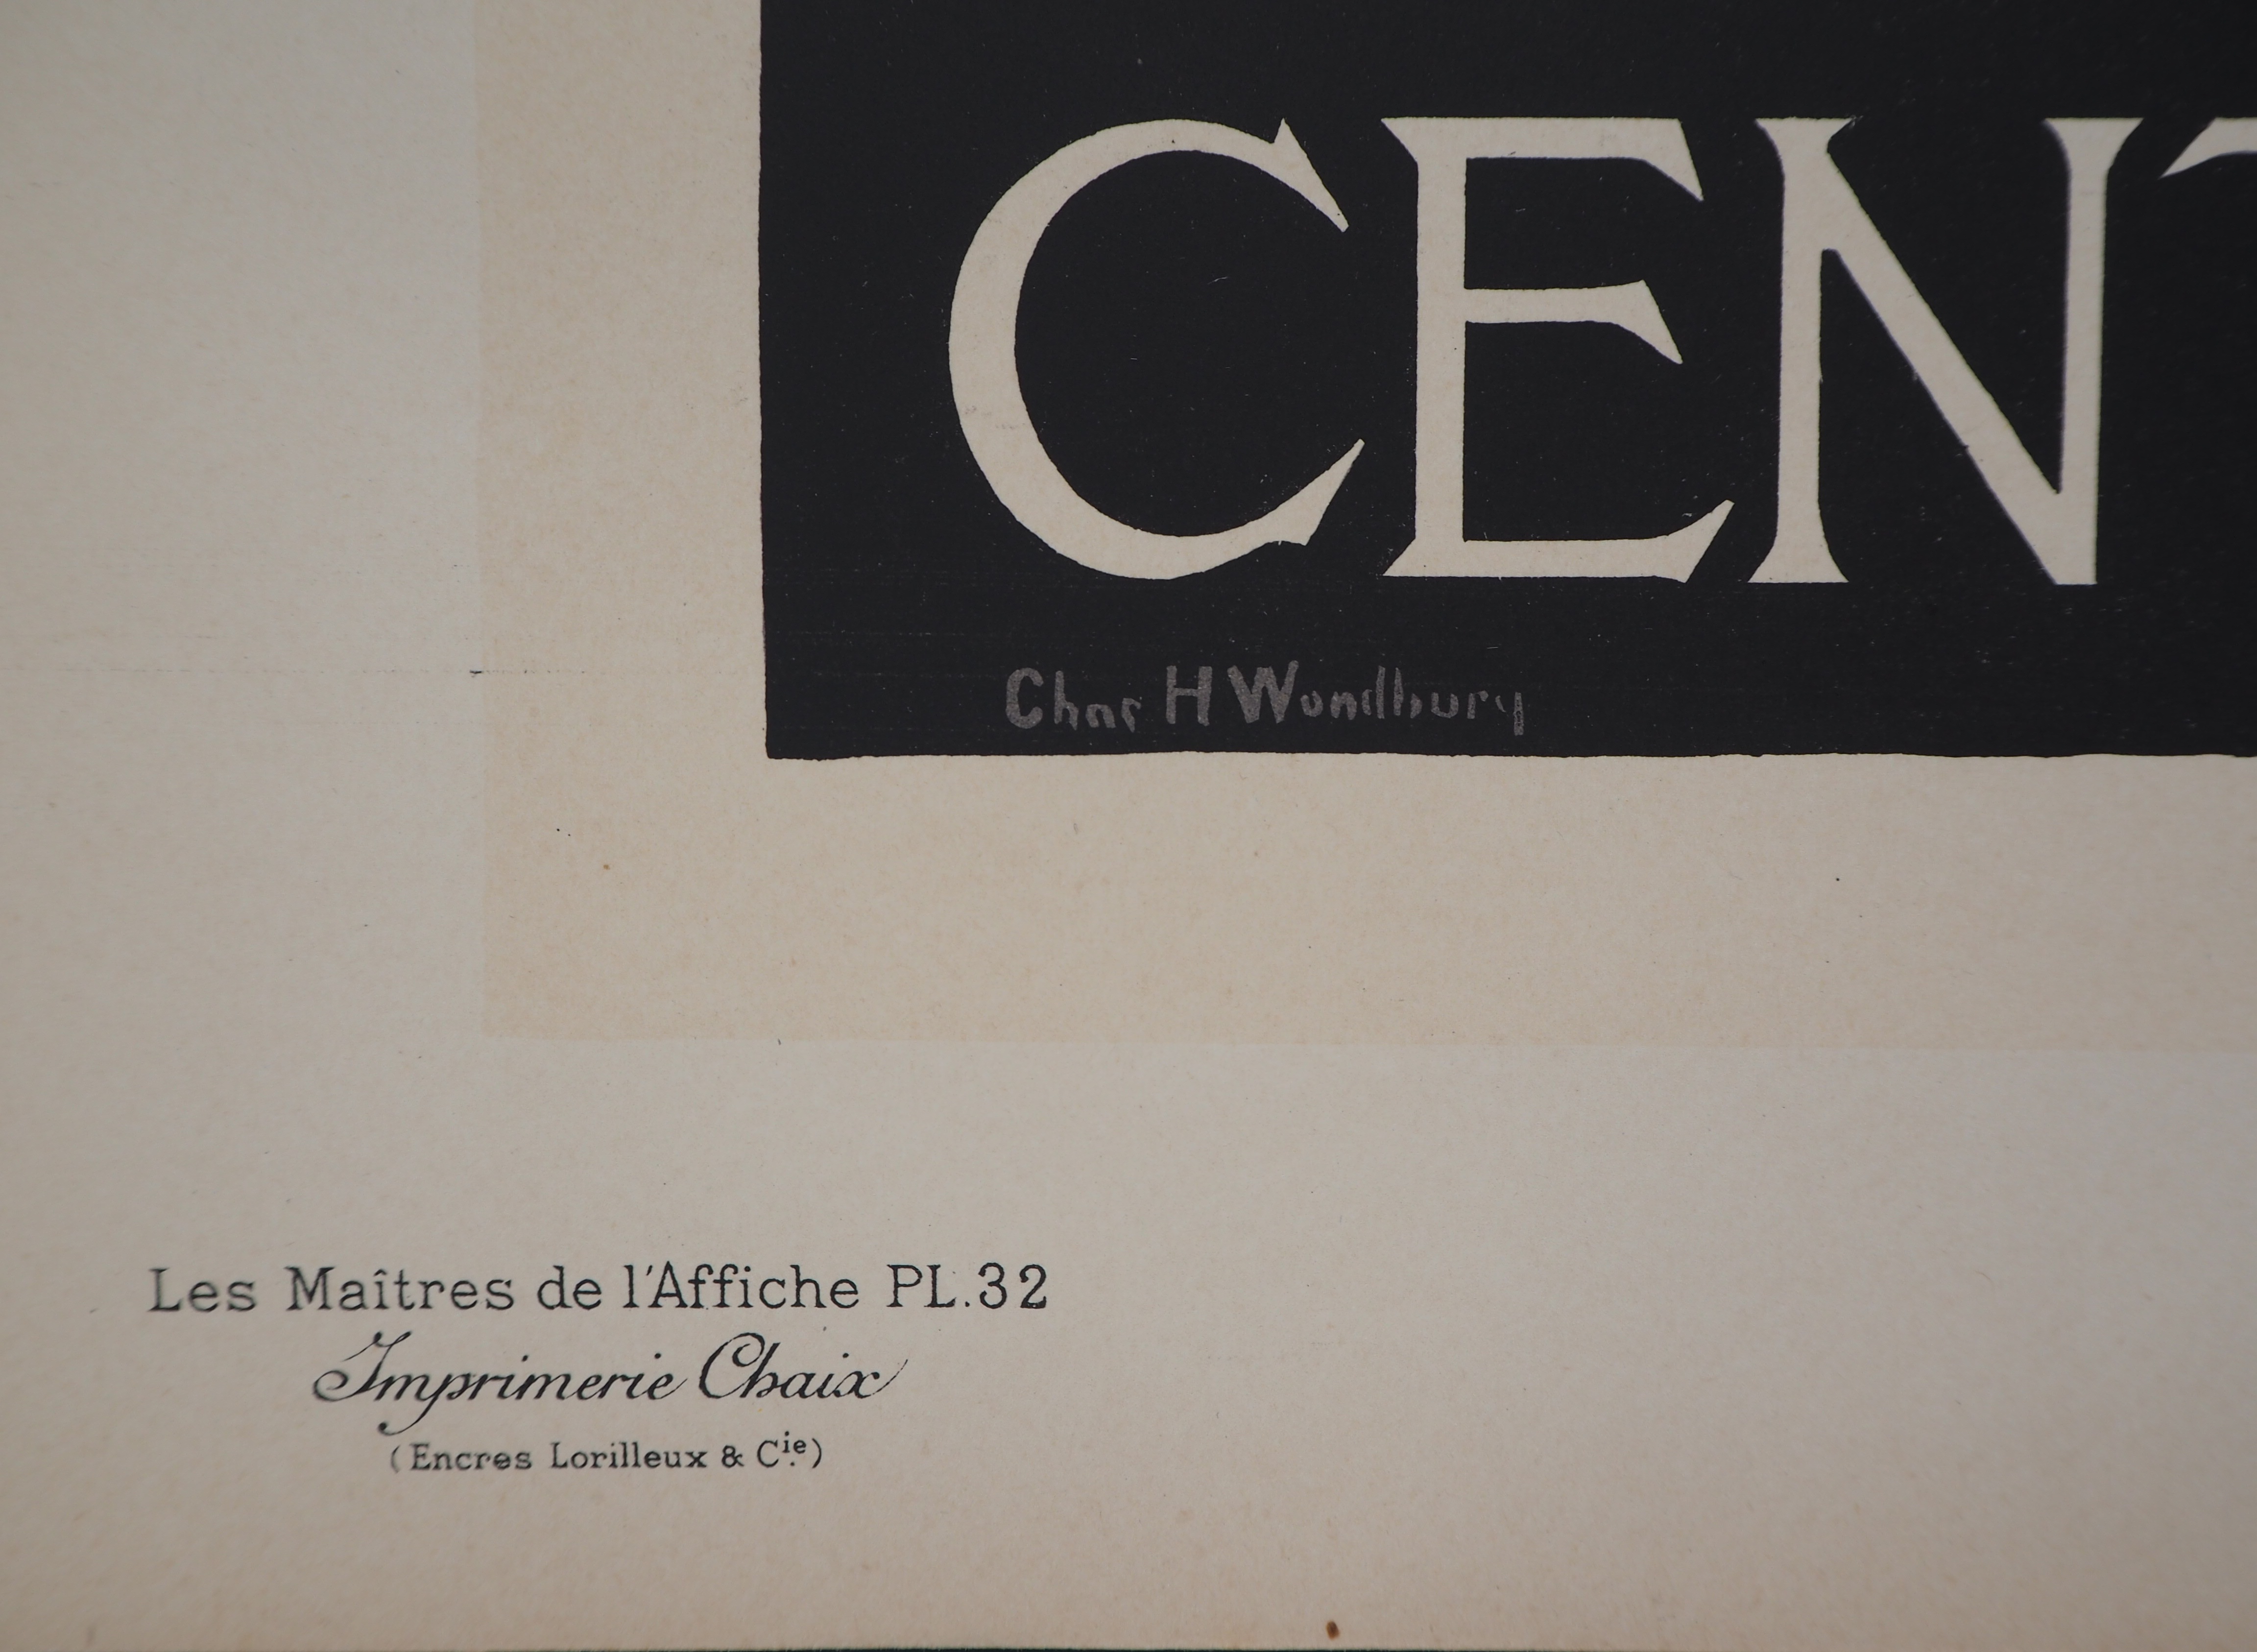 CENT
Chas H Woodbury
Les Maîtres de l'Affiche PL.32
Imprimerie Chaix
(Encres Lorilleux & Cie.)